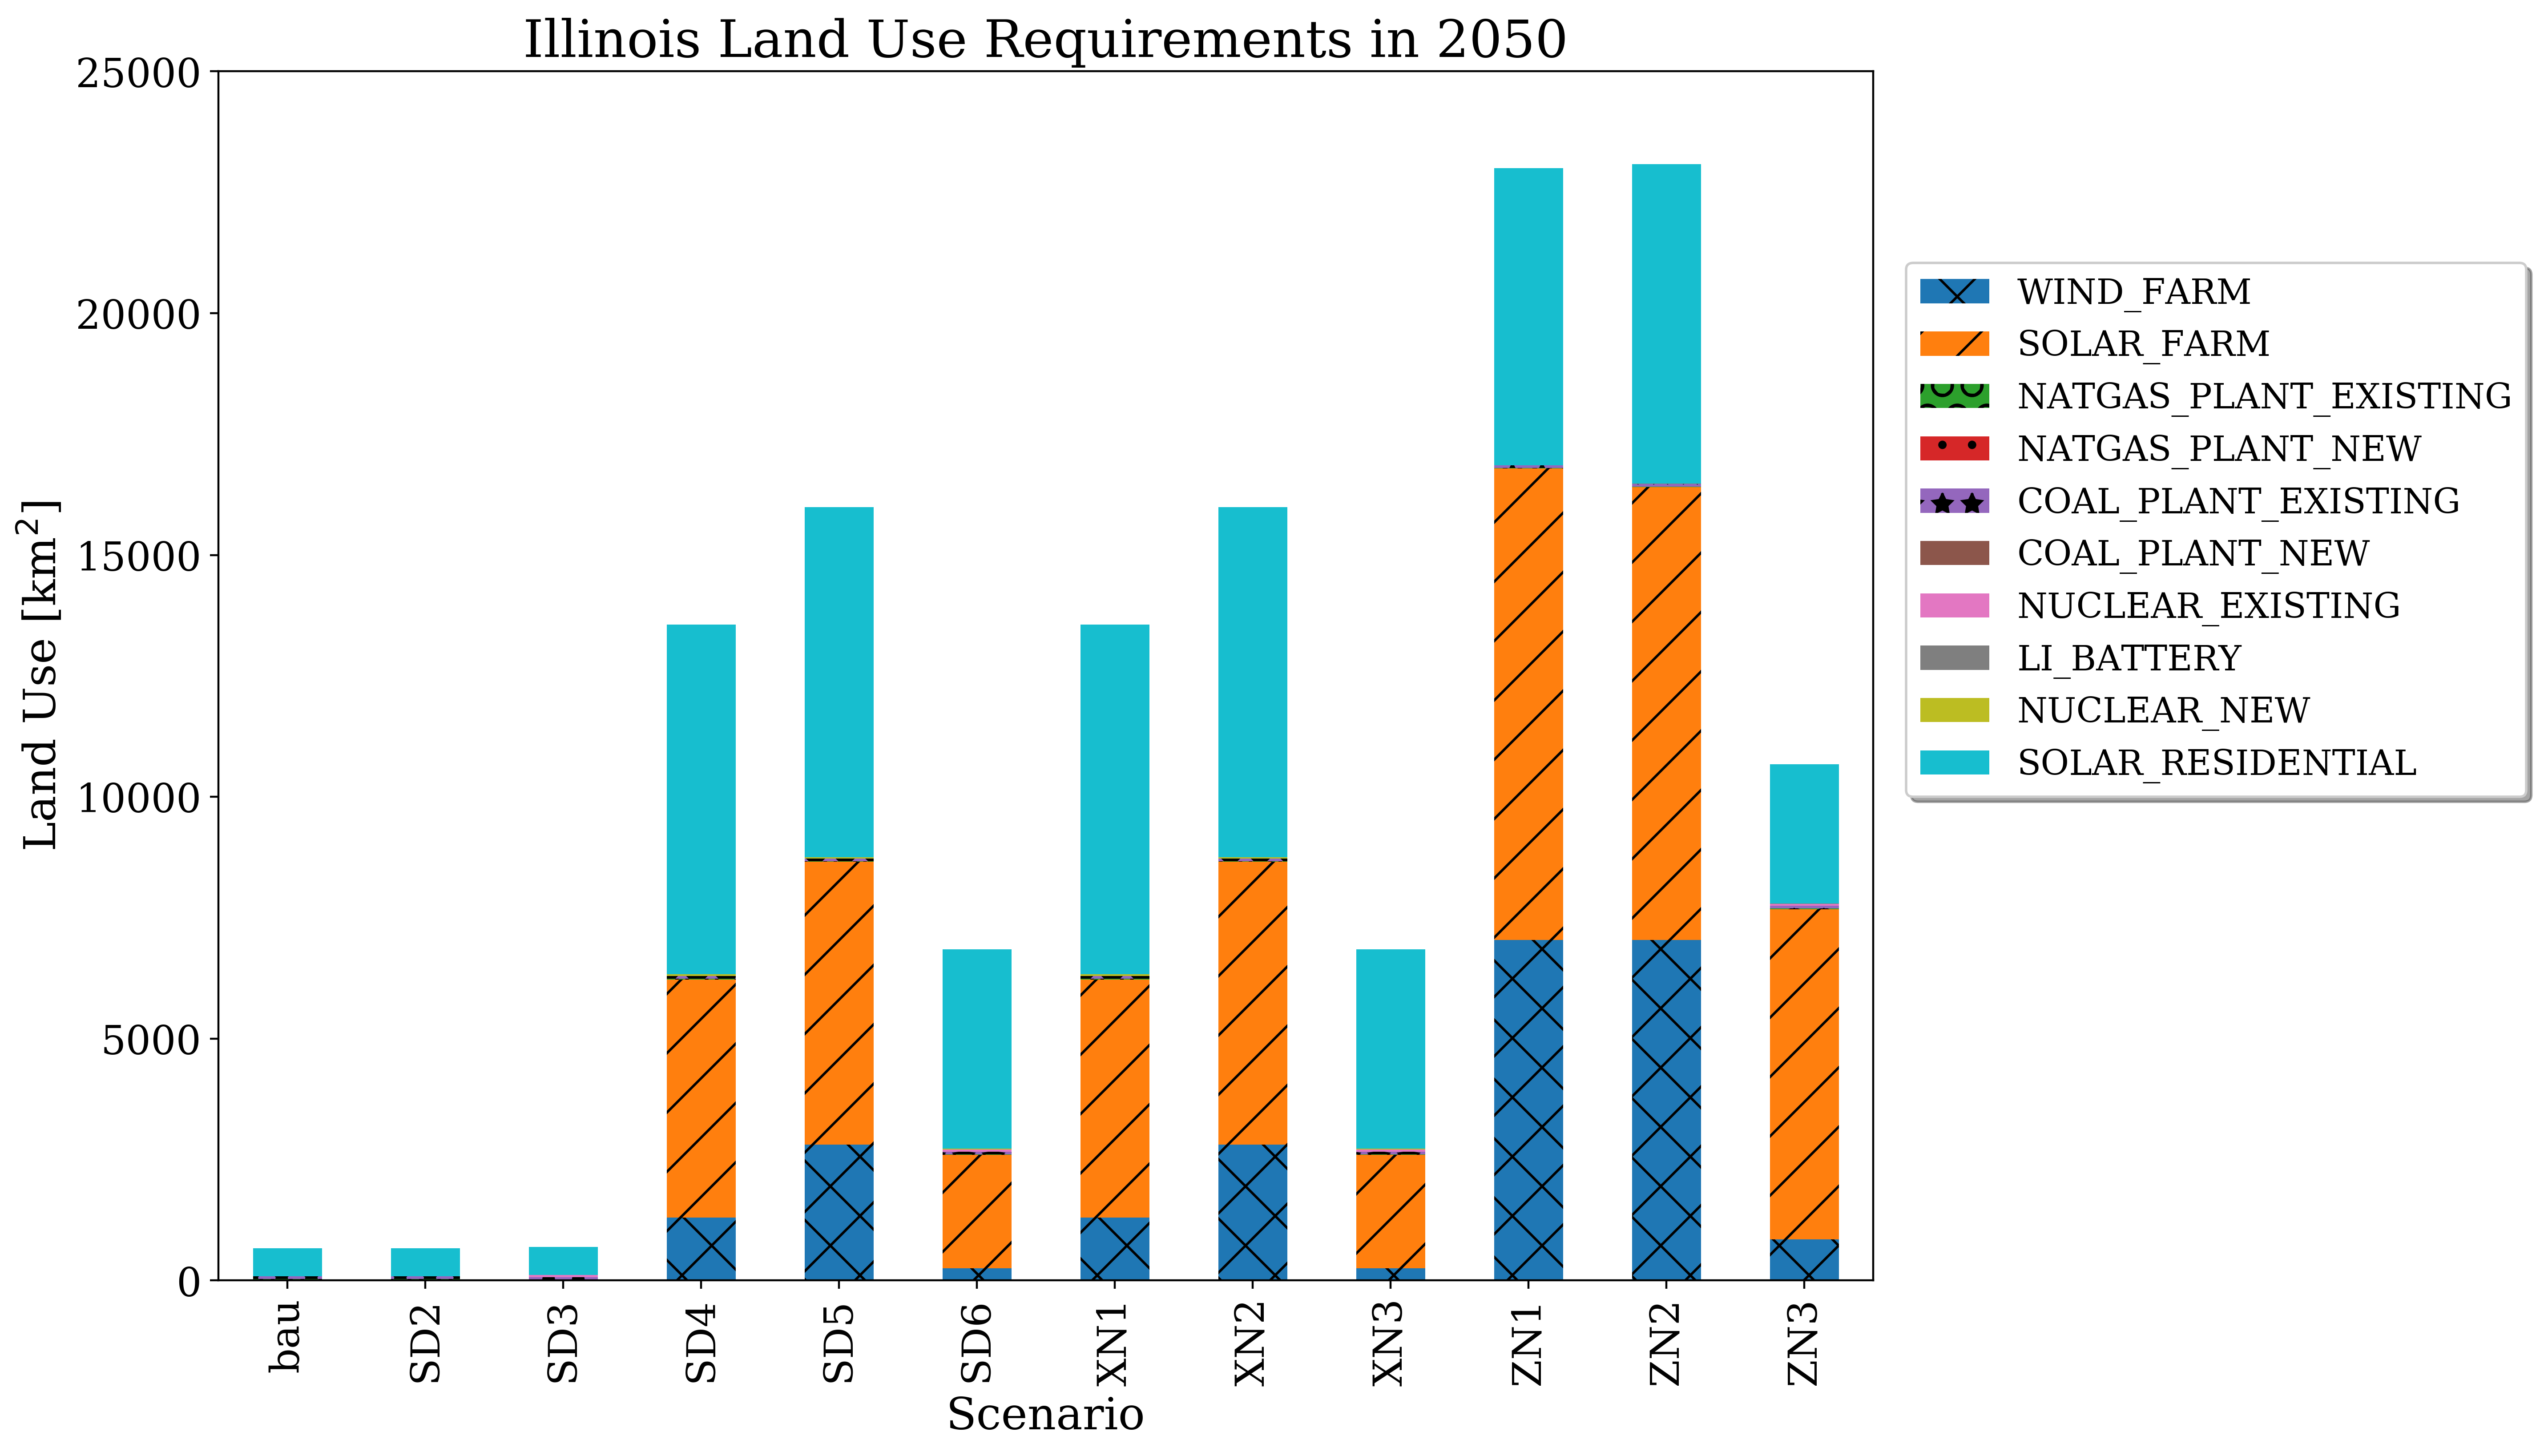 Illinois Land Use Requirements in 2050
25000
20000
15000
10000
5000
0
Land Use [km²]
bau
SD2
SD3
SD4
SD5
SD6
XN1
XN2
XN3
ZN1
ZN2
ZN3
Scenario
WIND_FARM
SOLAR_FARM
NATGAS_PLANT_EXISTING
NATGAS_PLANT_NEW
COAL_PLANT_EXISTING
COAL_PLANT_NEW
NUCLEAR_EXISTING
LI_BATTERY
NUCLEAR_NEW
SOLAR_RESIDENTIAL